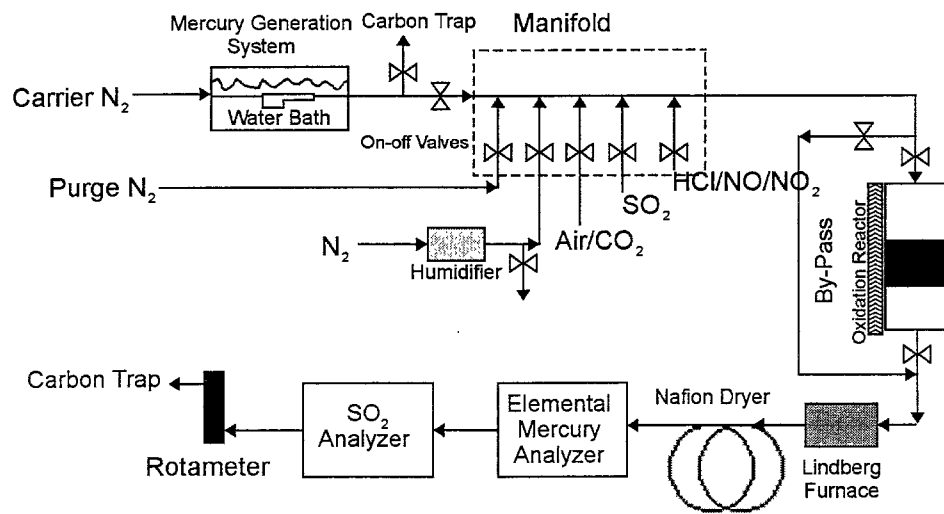 Carbon Trap
Manifold
Mercury Generation
System
Carrier N₂
Water Bath
On-off Valves
Purge N₂
HCl/NO/NO₂
SO₂
Air/CO₂
N₂
Humidifier
By-Pass
Oxidation Reactor
Carbon Trap
Rotameter
SO₂
Analyzer
Elemental
Mercury
Analyzer
Nafion Dryer
Lindberg
Furnace